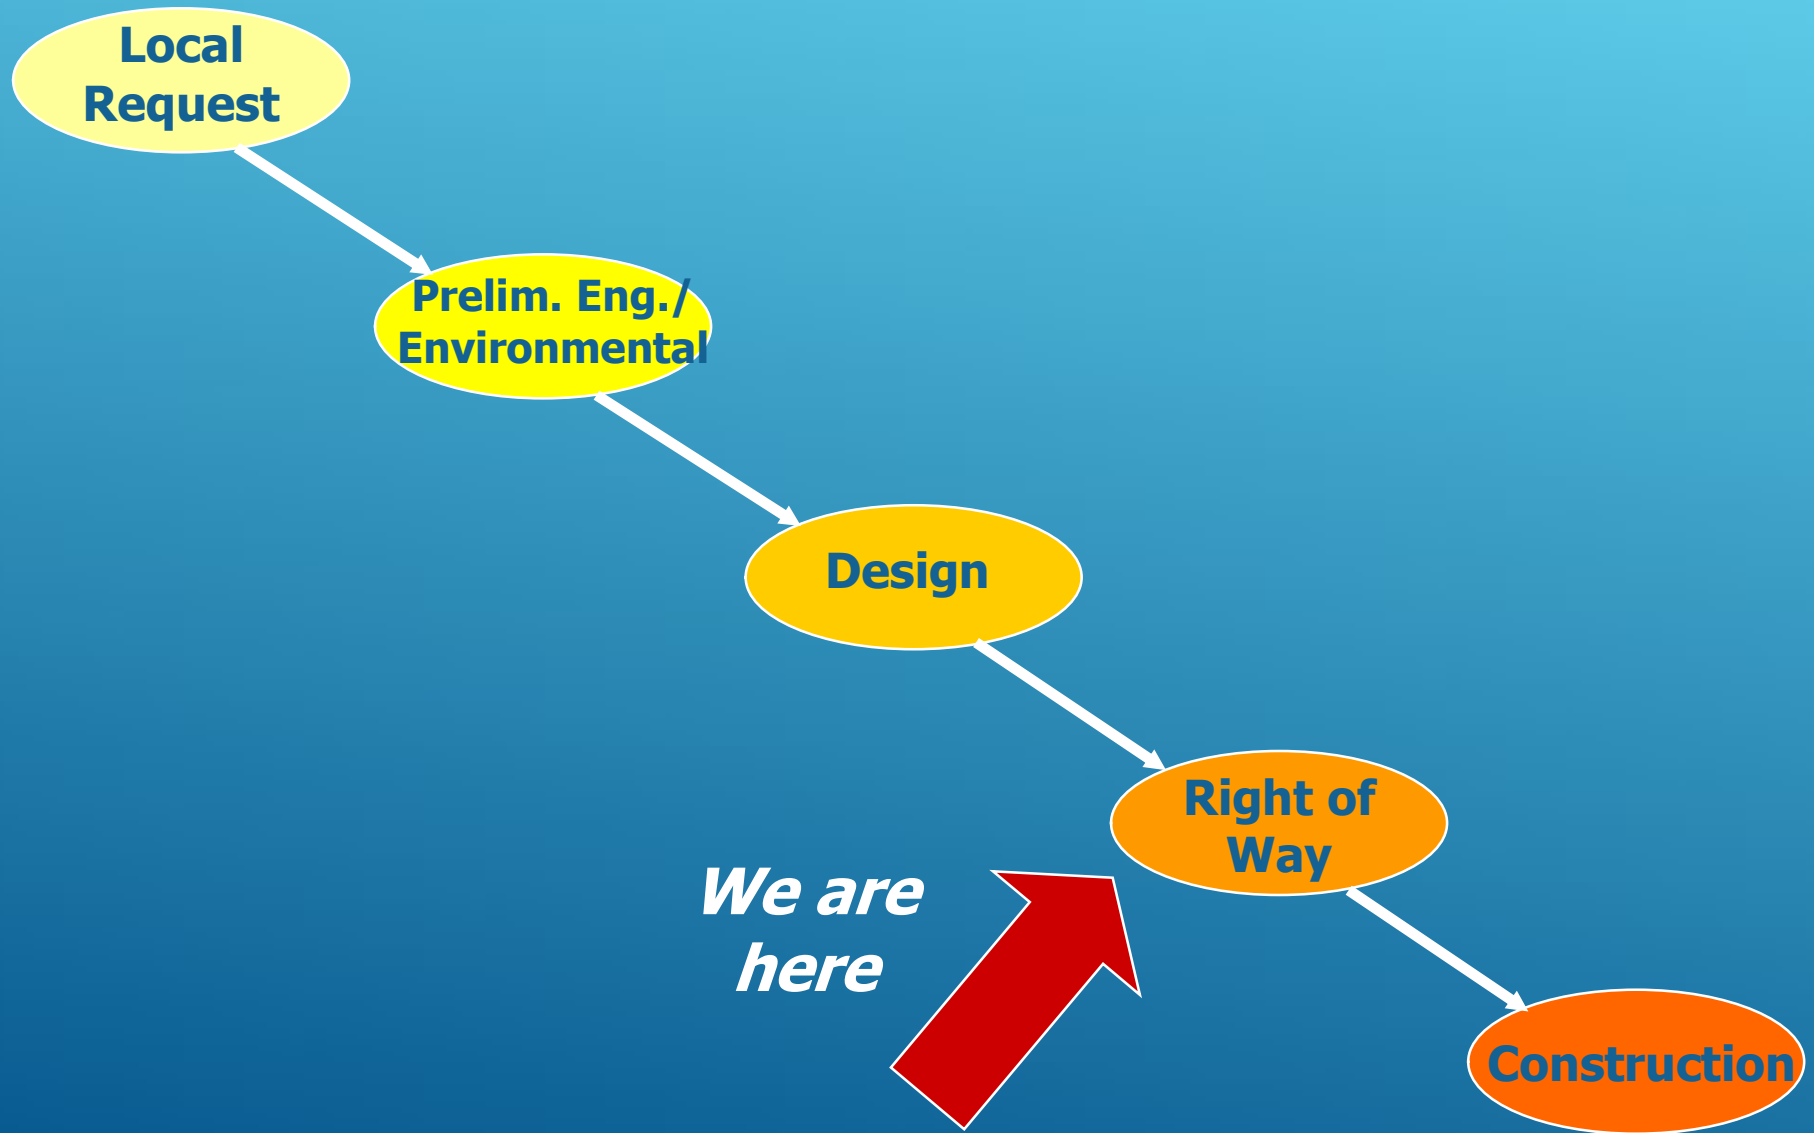 Local
Request
Prelim. Eng./
Environmental
Design
Right of
Way
We are
here
Construction